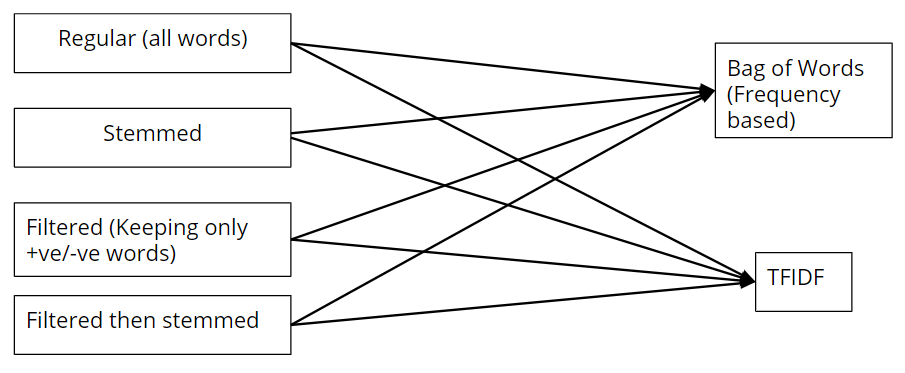 Regular (all words)
Stemmed
Filtered (Keeping only
+ve/-ve words)
Filtered then stemmed
Bag of Words
(Frequency
based)
TFIDF